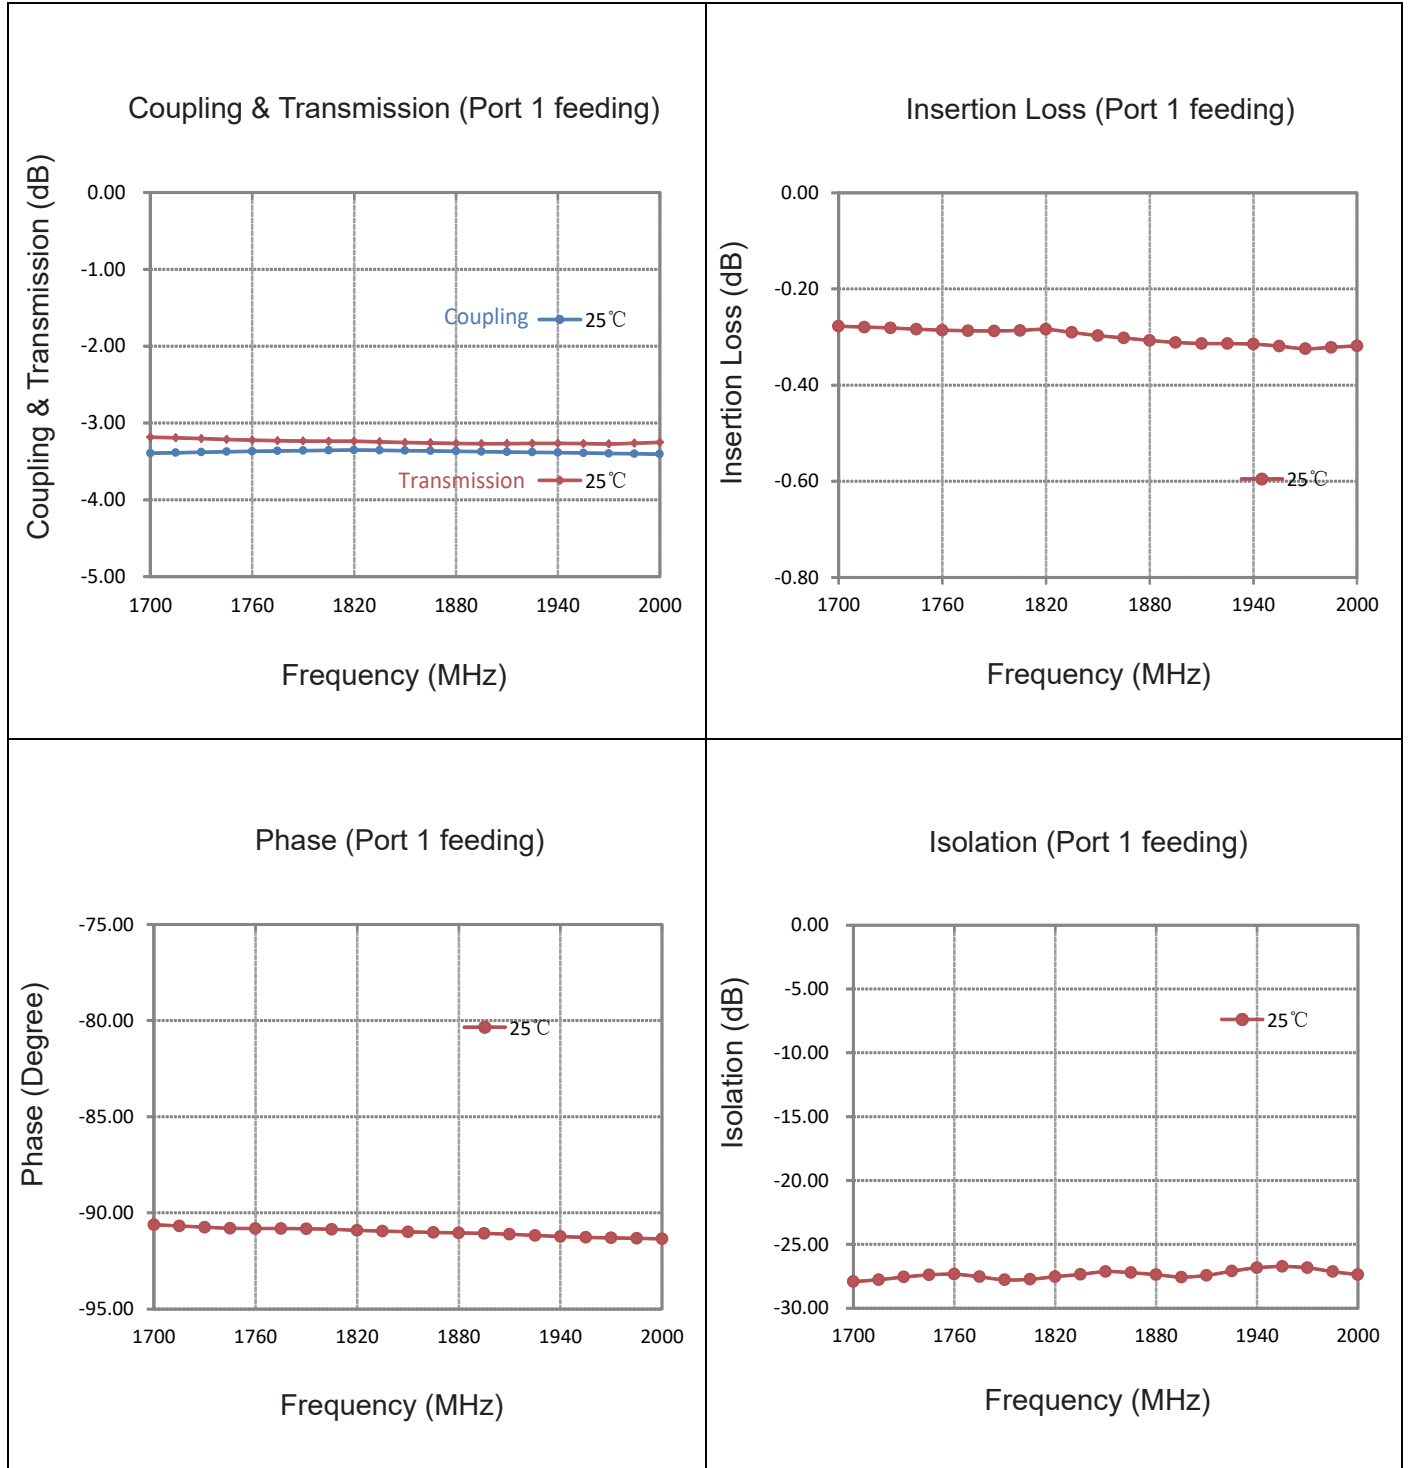 Coupling & Transmission (Port 1 feeding)
Coupling & Transmission (dB)
0.00
-1.00
-2.00
-3.00
-4.00
-5.00
Coupling 25℃
Transmission 25℃
1700 1760 1820 1880 1940 2000
Frequency (MHz)
Insertion Loss (Port 1 feeding)
Insertion Loss (dB)
0.00
-0.20
-0.40
-0.60
-0.80
25℃
1700 1760 1820 1880 1940 2000
Frequency (MHz)
Phase (Port 1 feeding)
Phase (Degree)
-75.00
-80.00
-85.00
-90.00
-95.00
25℃
1700 1760 1820 1880 1940 2000
Frequency (MHz)
Isolation (Port 1 feeding)
Isolation (dB)
0.00
-5.00
-10.00
-15.00
-20.00
-25.00
-30.00
25℃
1700 1760 1820 1880 1940 2000
Frequency (MHz)